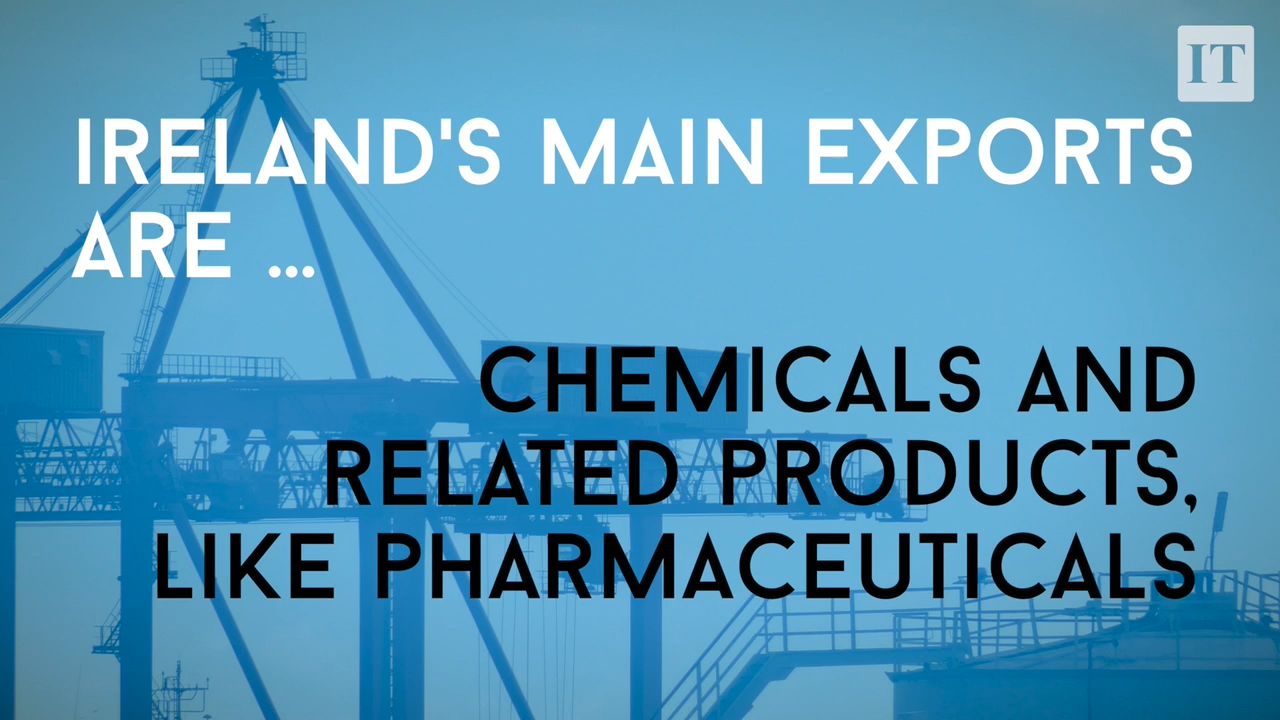 IT
IRELAND'S MAIN EXPORTS
ARE ...
CHEMICALS AND
RELATED PRODUCTS,
LIKE PHARMACEUTICALS